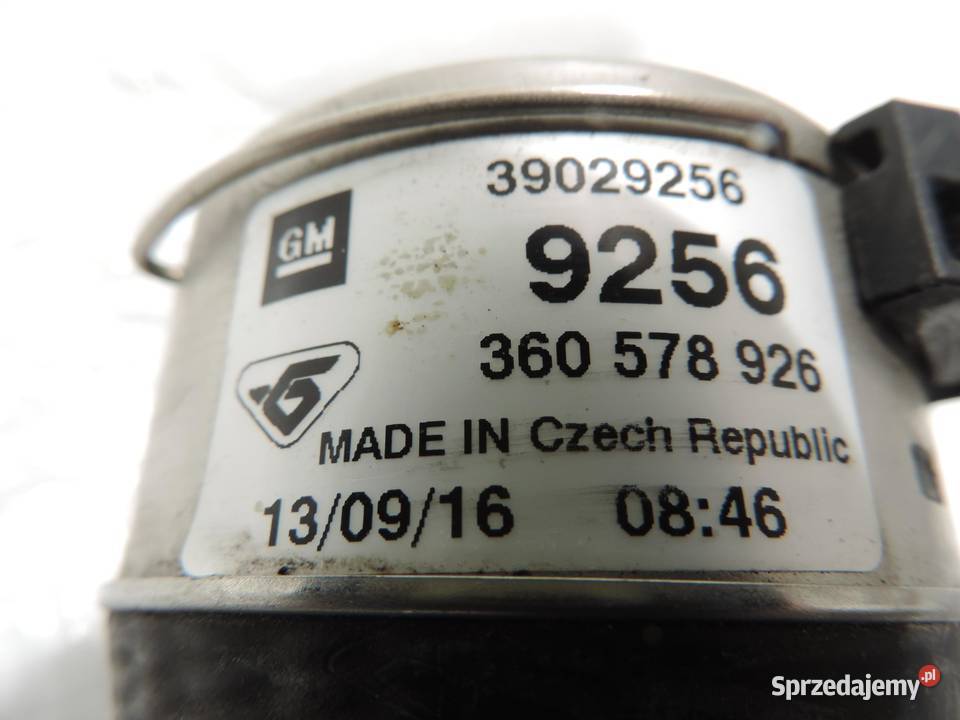 39029256
GM
9256
360 578 926
MADE IN Czech Republic
13/09/16 08:46
Sprzedajemy.pl